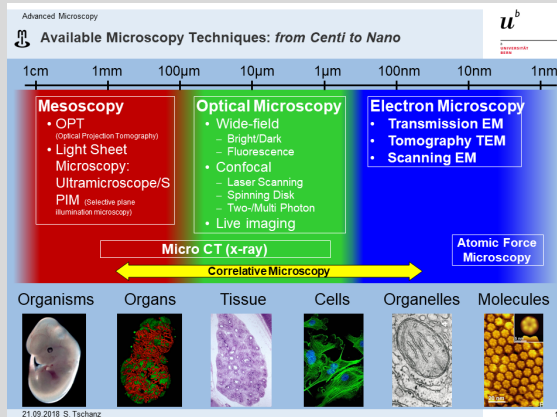 Advanced Microscopy
Available Microscopy Techniques: from Centi to Nano
u^b
UNIVERSITÄT
BERN
1cm 1mm 100µm 10µm 1µm 100nm 10nm 1nm
Mesoscopy
• OPT
(Optical Projection Tomography)
• Light Sheet
Microscopy:
Ultramicroscope/S
PIM (Selective plane
illumination microscopy)
Optical Microscopy
• Wide-field
– Bright/Dark
– Fluorescence
• Confocal
– Laser Scanning
– Spinning Disk
– Two-/Multi Photon
• Live imaging
Electron Microscopy
• Transmission EM
• Tomography TEM
• Scanning EM
Micro CT (x-ray)
Atomic Force
Microscopy
Correlative Microscopy
Organisms Organs Tissue Cells Organelles Molecules
21.09.2018 S. Tschanz